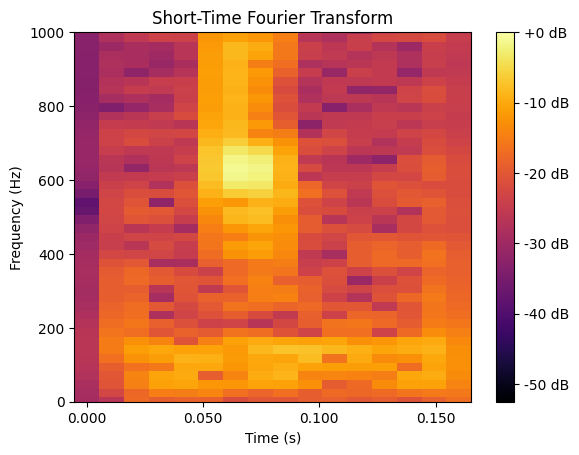 Short-Time Fourier Transform
1000
800
600
400
200
0
Frequency (Hz)
0.000
0.050
0.100
0.150
Time (s)
+0 dB
-10 dB
-20 dB
-30 dB
-40 dB
-50 dB